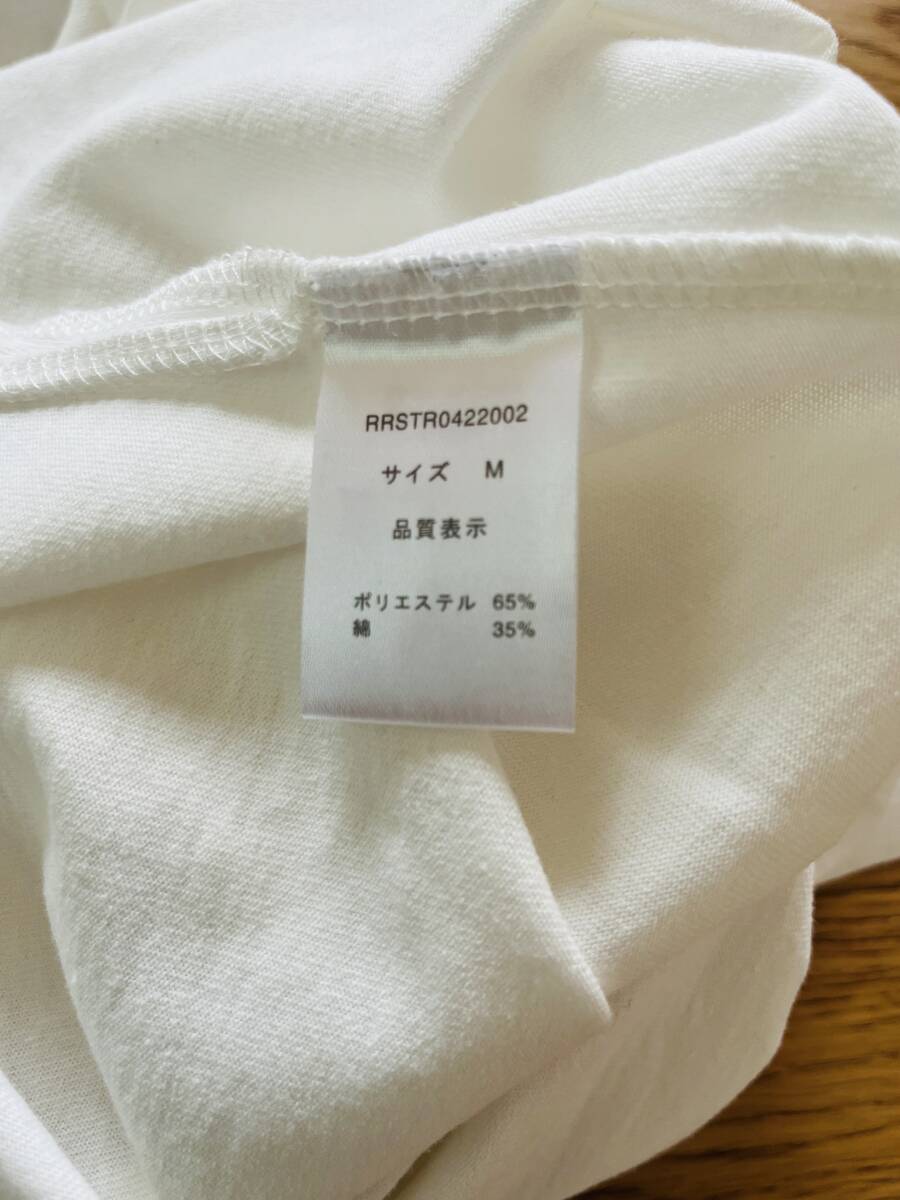 RRSTR0422002
サイズ M
品質表示
ポリエステル 65%
綿 35%